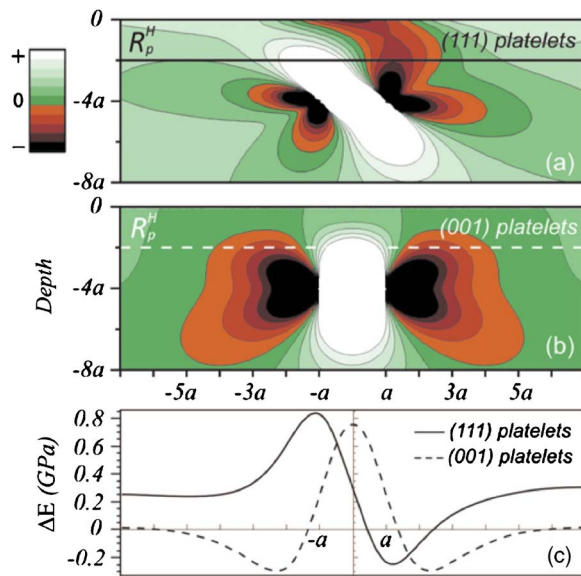 +
0
−
0
-4a
-8a
R_p^H
(111) platelets
(a)
Depth
0
-4a
-8a
R_p^H
(001) platelets
(b)
-5a -3a -a a 3a 5a
ΔE (GPa)
0.8
0.6
0.4
0.2
0
-0.2
(111) platelets
(001) platelets
-a a
(c)